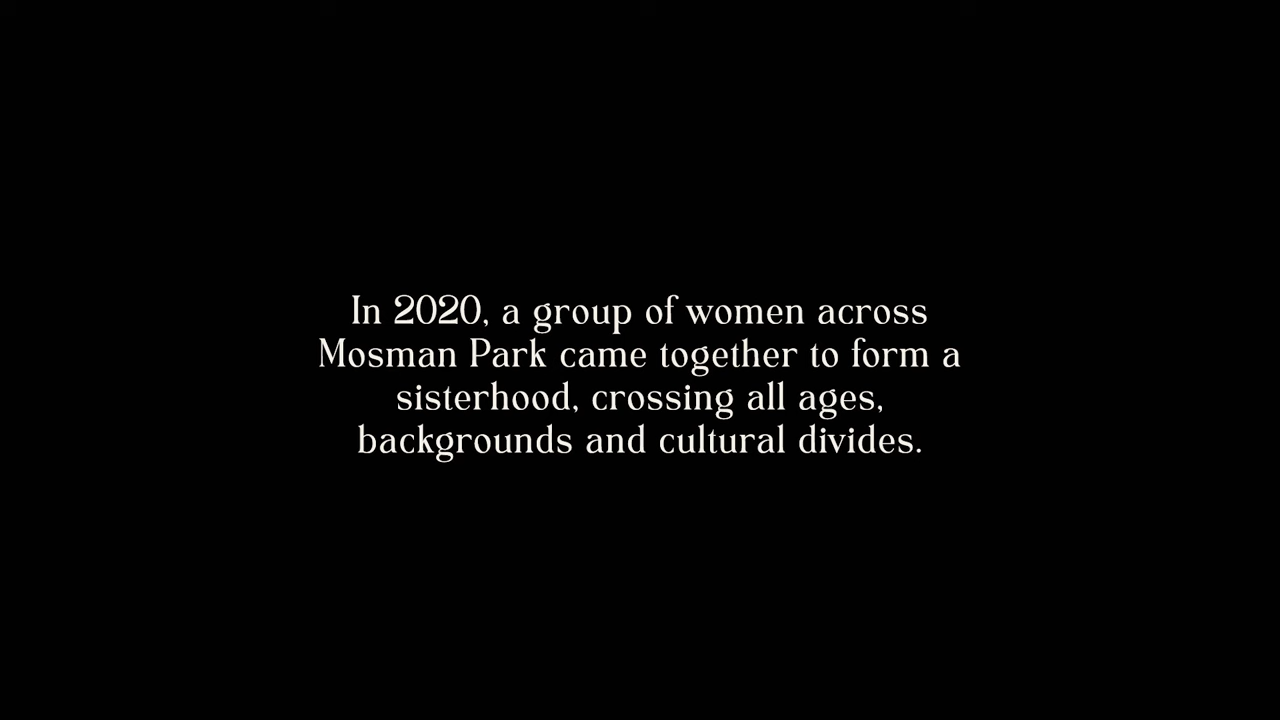 In 2020, a group of women across
Mosman Park came together to form a
sisterhood, crossing all ages,
backgrounds and cultural divides.